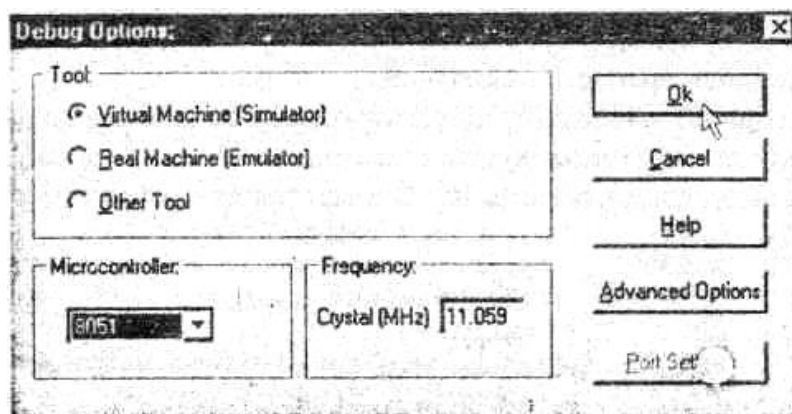 Debug Options:
Tool:
Virtual Machine (Simulator)
Real Machine (Emulator)
Other Tool
Ok
Cancel
Help
Advanced Options
Port Set
Microcontroller:
8051
Frequency:
Crystal (MHz) 11.059